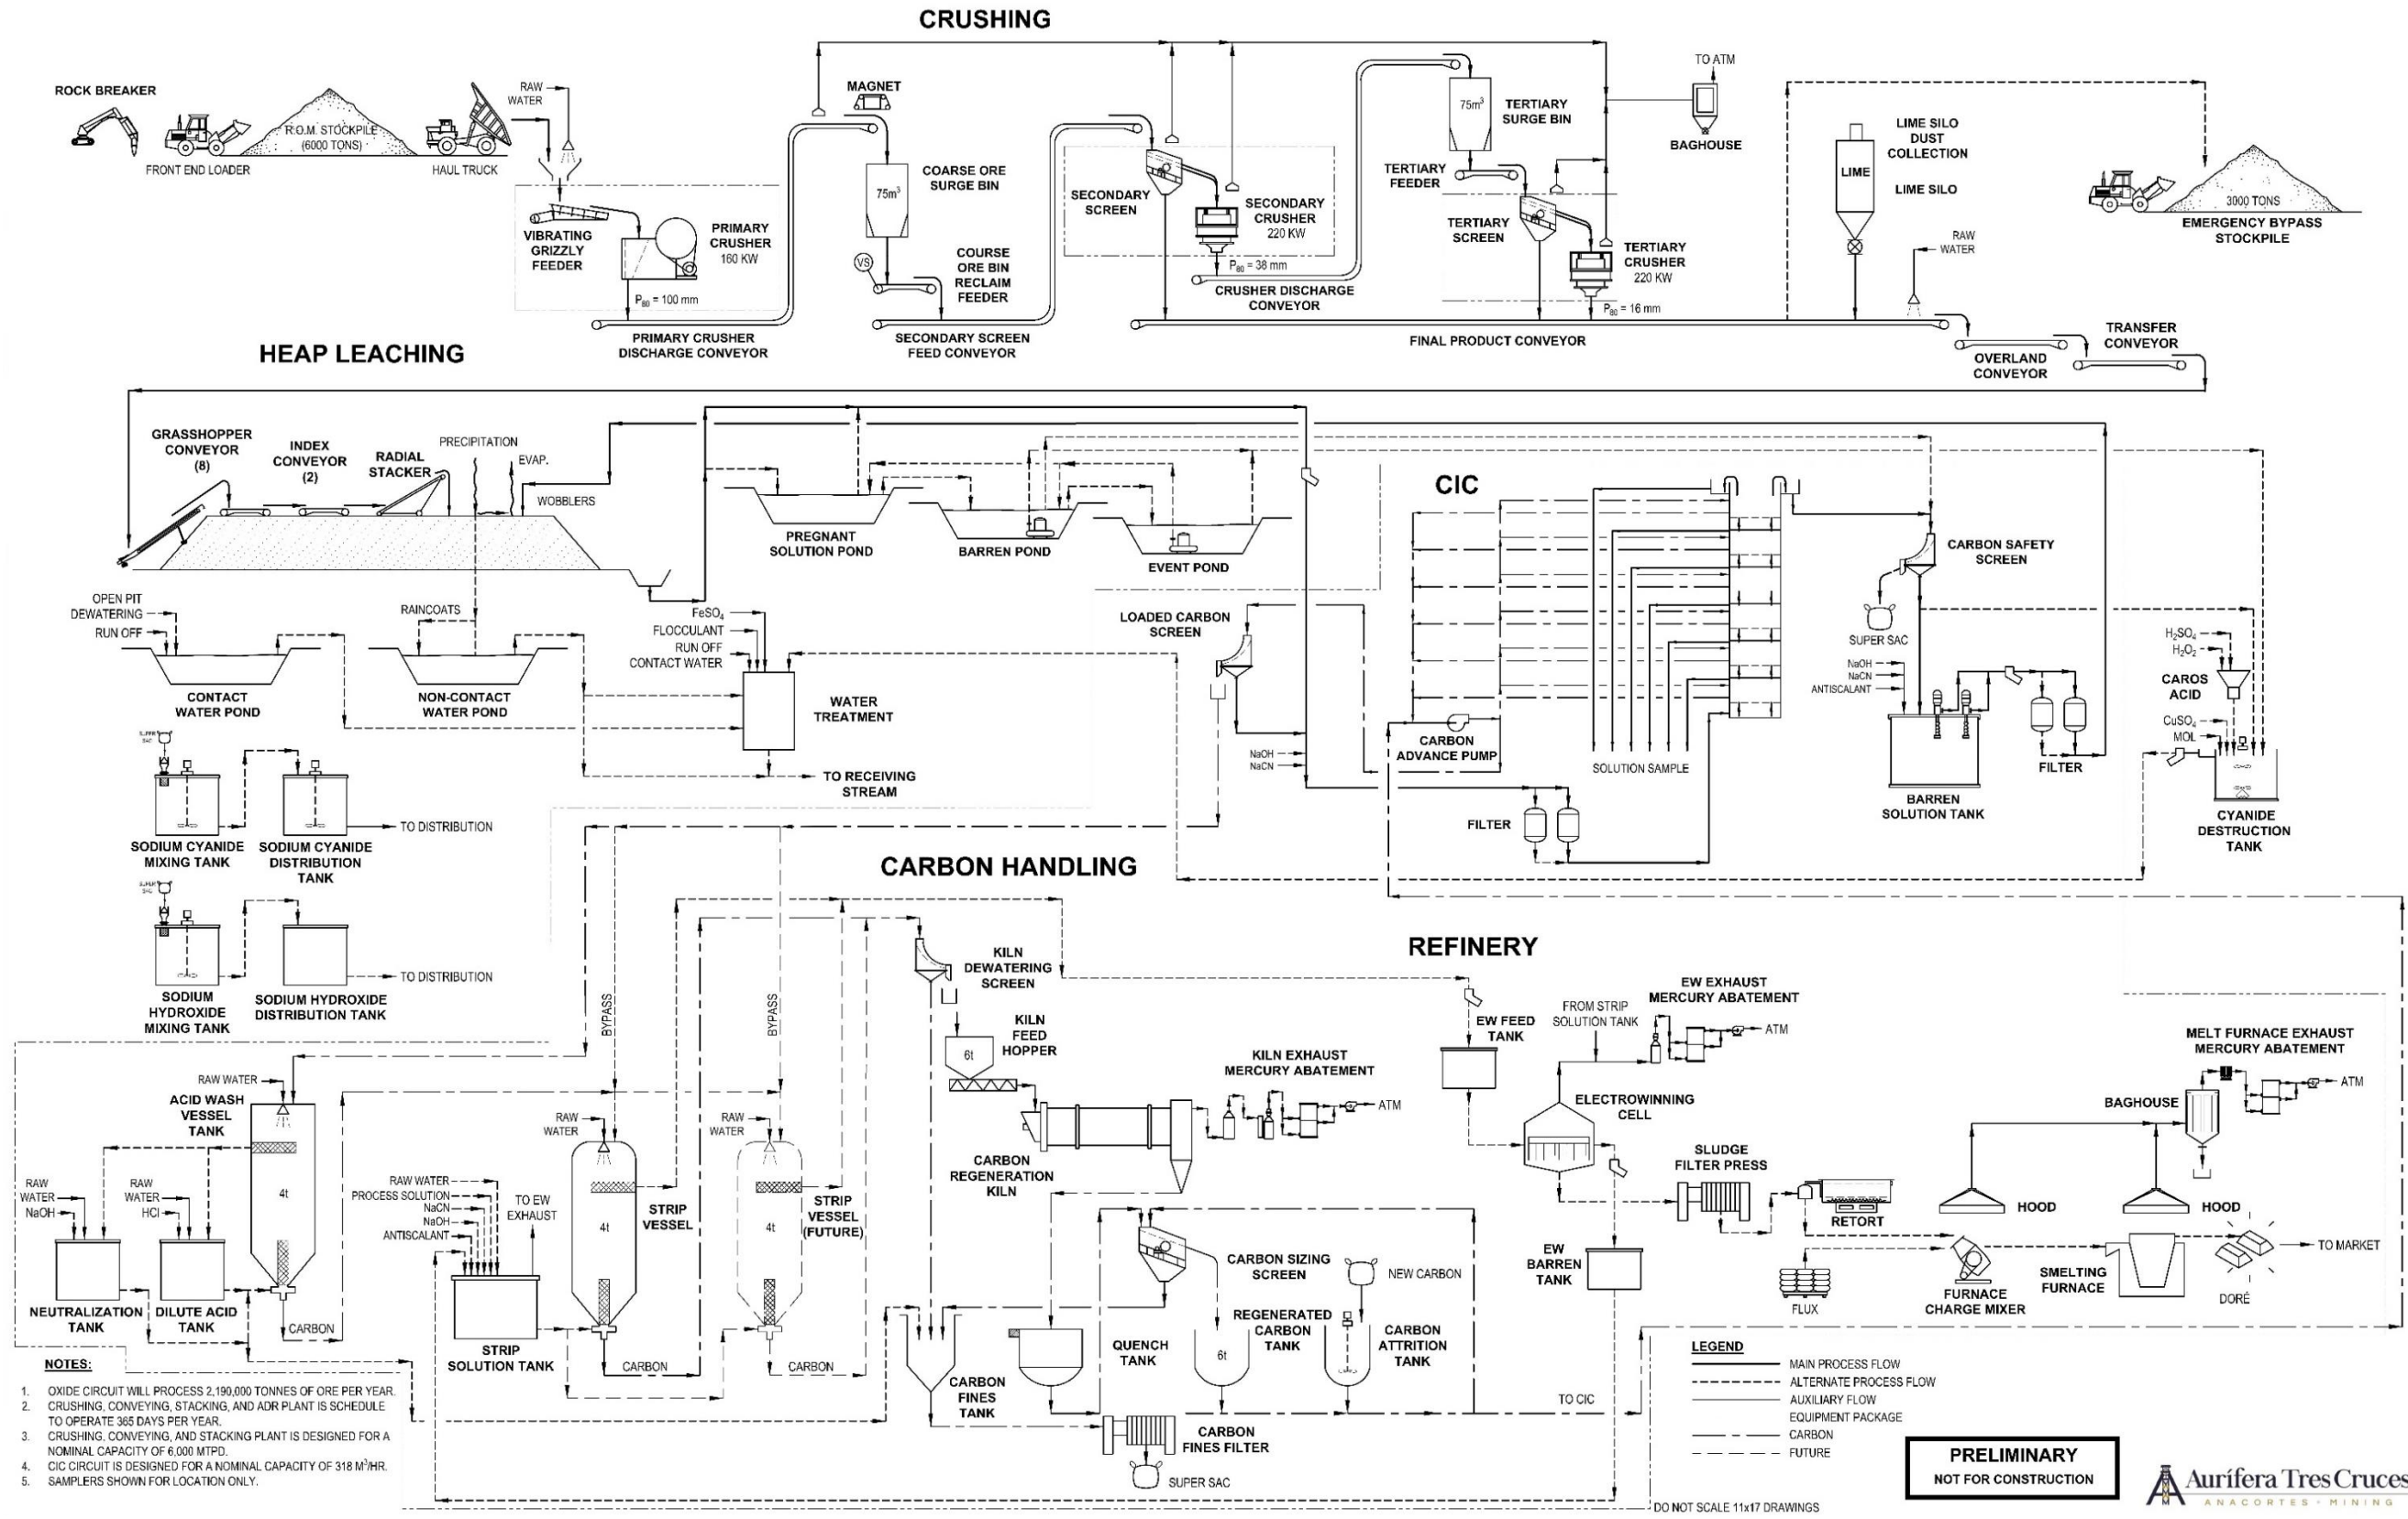 CRUSHING
ROCK BREAKER
FRONT END LOADER
R.O.M. STOCKPILE
(6000 TONS)
HAUL TRUCK
RAW
WATER
VIBRATING
GRIZZLY
FEEDER
PRIMARY
CRUSHER
160 KW
P80 = 100 mm
PRIMARY CRUSHER
DISCHARGE CONVEYOR
MAGNET
75m³
COARSE ORE
SURGE BIN
VS
COURSE
ORE BIN
RECLAIM
FEEDER
SECONDARY SCREEN
FEED CONVEYOR
SECONDARY
SCREEN
SECONDARY
CRUSHER
220 KW
P80 = 38 mm
CRUSHER DISCHARGE
CONVEYOR
75m³
TERTIARY
SURGE BIN
TERTIARY
FEEDER
TERTIARY
SCREEN
TERTIARY
CRUSHER
220 KW
P80 = 16 mm
FINAL PRODUCT CONVEYOR
TO ATM
BAGHOUSE
LIME SILO
DUST
COLLECTION
LIME
LIME SILO
RAW
WATER
3000 TONS
EMERGENCY BYPASS
STOCKPILE
OVERLAND
CONVEYOR
TRANSFER
CONVEYOR
HEAP LEACHING
GRASSHOPPER
CONVEYOR
(8)
INDEX
CONVEYOR
(2)
RADIAL
STACKER
PRECIPITATION
EVAP.
WOBBLERS
PREGNANT
SOLUTION POND
BARREN POND
EVENT POND
OPEN PIT
DEWATERING
RUN OFF
CONTACT
WATER POND
RAINCOATS
NON-CONTACT
WATER POND
FeSO4
FLOCCULANT
RUN OFF
CONTACT WATER
WATER
TREATMENT
TO RECEIVING
STREAM
SUPER
SAC
SODIUM CYANIDE
MIXING TANK
SODIUM CYANIDE
DISTRIBUTION
TANK
TO DISTRIBUTION
SUPER
SAC
SODIUM
HYDROXIDE
MIXING TANK
SODIUM HYDROXIDE
DISTRIBUTION TANK
TO DISTRIBUTION
CIC
LOADED CARBON
SCREEN
NaOH
NaCN
CARBON
ADVANCE PUMP
SOLUTION SAMPLE
FILTER
CARBON SAFETY
SCREEN
SUPER SAC
NaOH
NaCN
ANTISCALANT
BARREN
SOLUTION TANK
FILTER
H2SO4
H2O2
CAROS
ACID
CuSO4
MOL
CYANIDE
DESTRUCTION
TANK
CARBON HANDLING
RAW WATER
ACID WASH
VESSEL
TANK
4t
RAW
WATER
NaOH
RAW
WATER
HCl
NEUTRALIZATION
TANK
DILUTE ACID
TANK
CARBON
BYPASS
RAW
WATER
RAW WATER
PROCESS SOLUTION
NaCN
NaOH
ANTISCALANT
TO EW
EXHAUST
STRIP
SOLUTION TANK
4t
STRIP
VESSEL
CARBON
BYPASS
RAW
WATER
4t
STRIP
VESSEL
(FUTURE)
CARBON
KILN
DEWATERING
SCREEN
KILN
FEED
HOPPER
6t
CARBON
REGENERATION
KILN
KILN EXHAUST
MERCURY ABATEMENT
ATM
CARBON SIZING
SCREEN
NEW CARBON
QUENCH
TANK
REGENERATED
CARBON
TANK
6t
CARBON
ATTRITION
TANK
CARBON
FINES
TANK
CARBON
FINES FILTER
SUPER SAC
TO CIC
REFINERY
EW FEED
TANK
FROM STRIP
SOLUTION TANK
EW EXHAUST
MERCURY ABATEMENT
ATM
ELECTROWINNING
CELL
EW
BARREN
TANK
SLUDGE
FILTER PRESS
RETORT
FLUX
FURNACE
CHARGE MIXER
HOOD
SMELTING
FURNACE
HOOD
BAGHOUSE
MELT FURNACE EXHAUST
MERCURY ABATEMENT
ATM
DORÉ
TO MARKET
NOTES:
1. OXIDE CIRCUIT WILL PROCESS 2,190,000 TONNES OF ORE PER YEAR.
2. CRUSHING, CONVEYING, STACKING, AND ADR PLANT IS SCHEDULE
TO OPERATE 365 DAYS PER YEAR.
3. CRUSHING, CONVEYING, AND STACKING PLANT IS DESIGNED FOR A
NOMINAL CAPACITY OF 6,000 MTPD.
4. CIC CIRCUIT IS DESIGNED FOR A NOMINAL CAPACITY OF 318 M³/HR.
5. SAMPLERS SHOWN FOR LOCATION ONLY.
LEGEND
MAIN PROCESS FLOW
ALTERNATE PROCESS FLOW
AUXILIARY FLOW
EQUIPMENT PACKAGE
CARBON
FUTURE
PRELIMINARY
NOT FOR CONSTRUCTION
DO NOT SCALE 11x17 DRAWINGS
Aurífera Tres Cruces
ANACORTES MINING